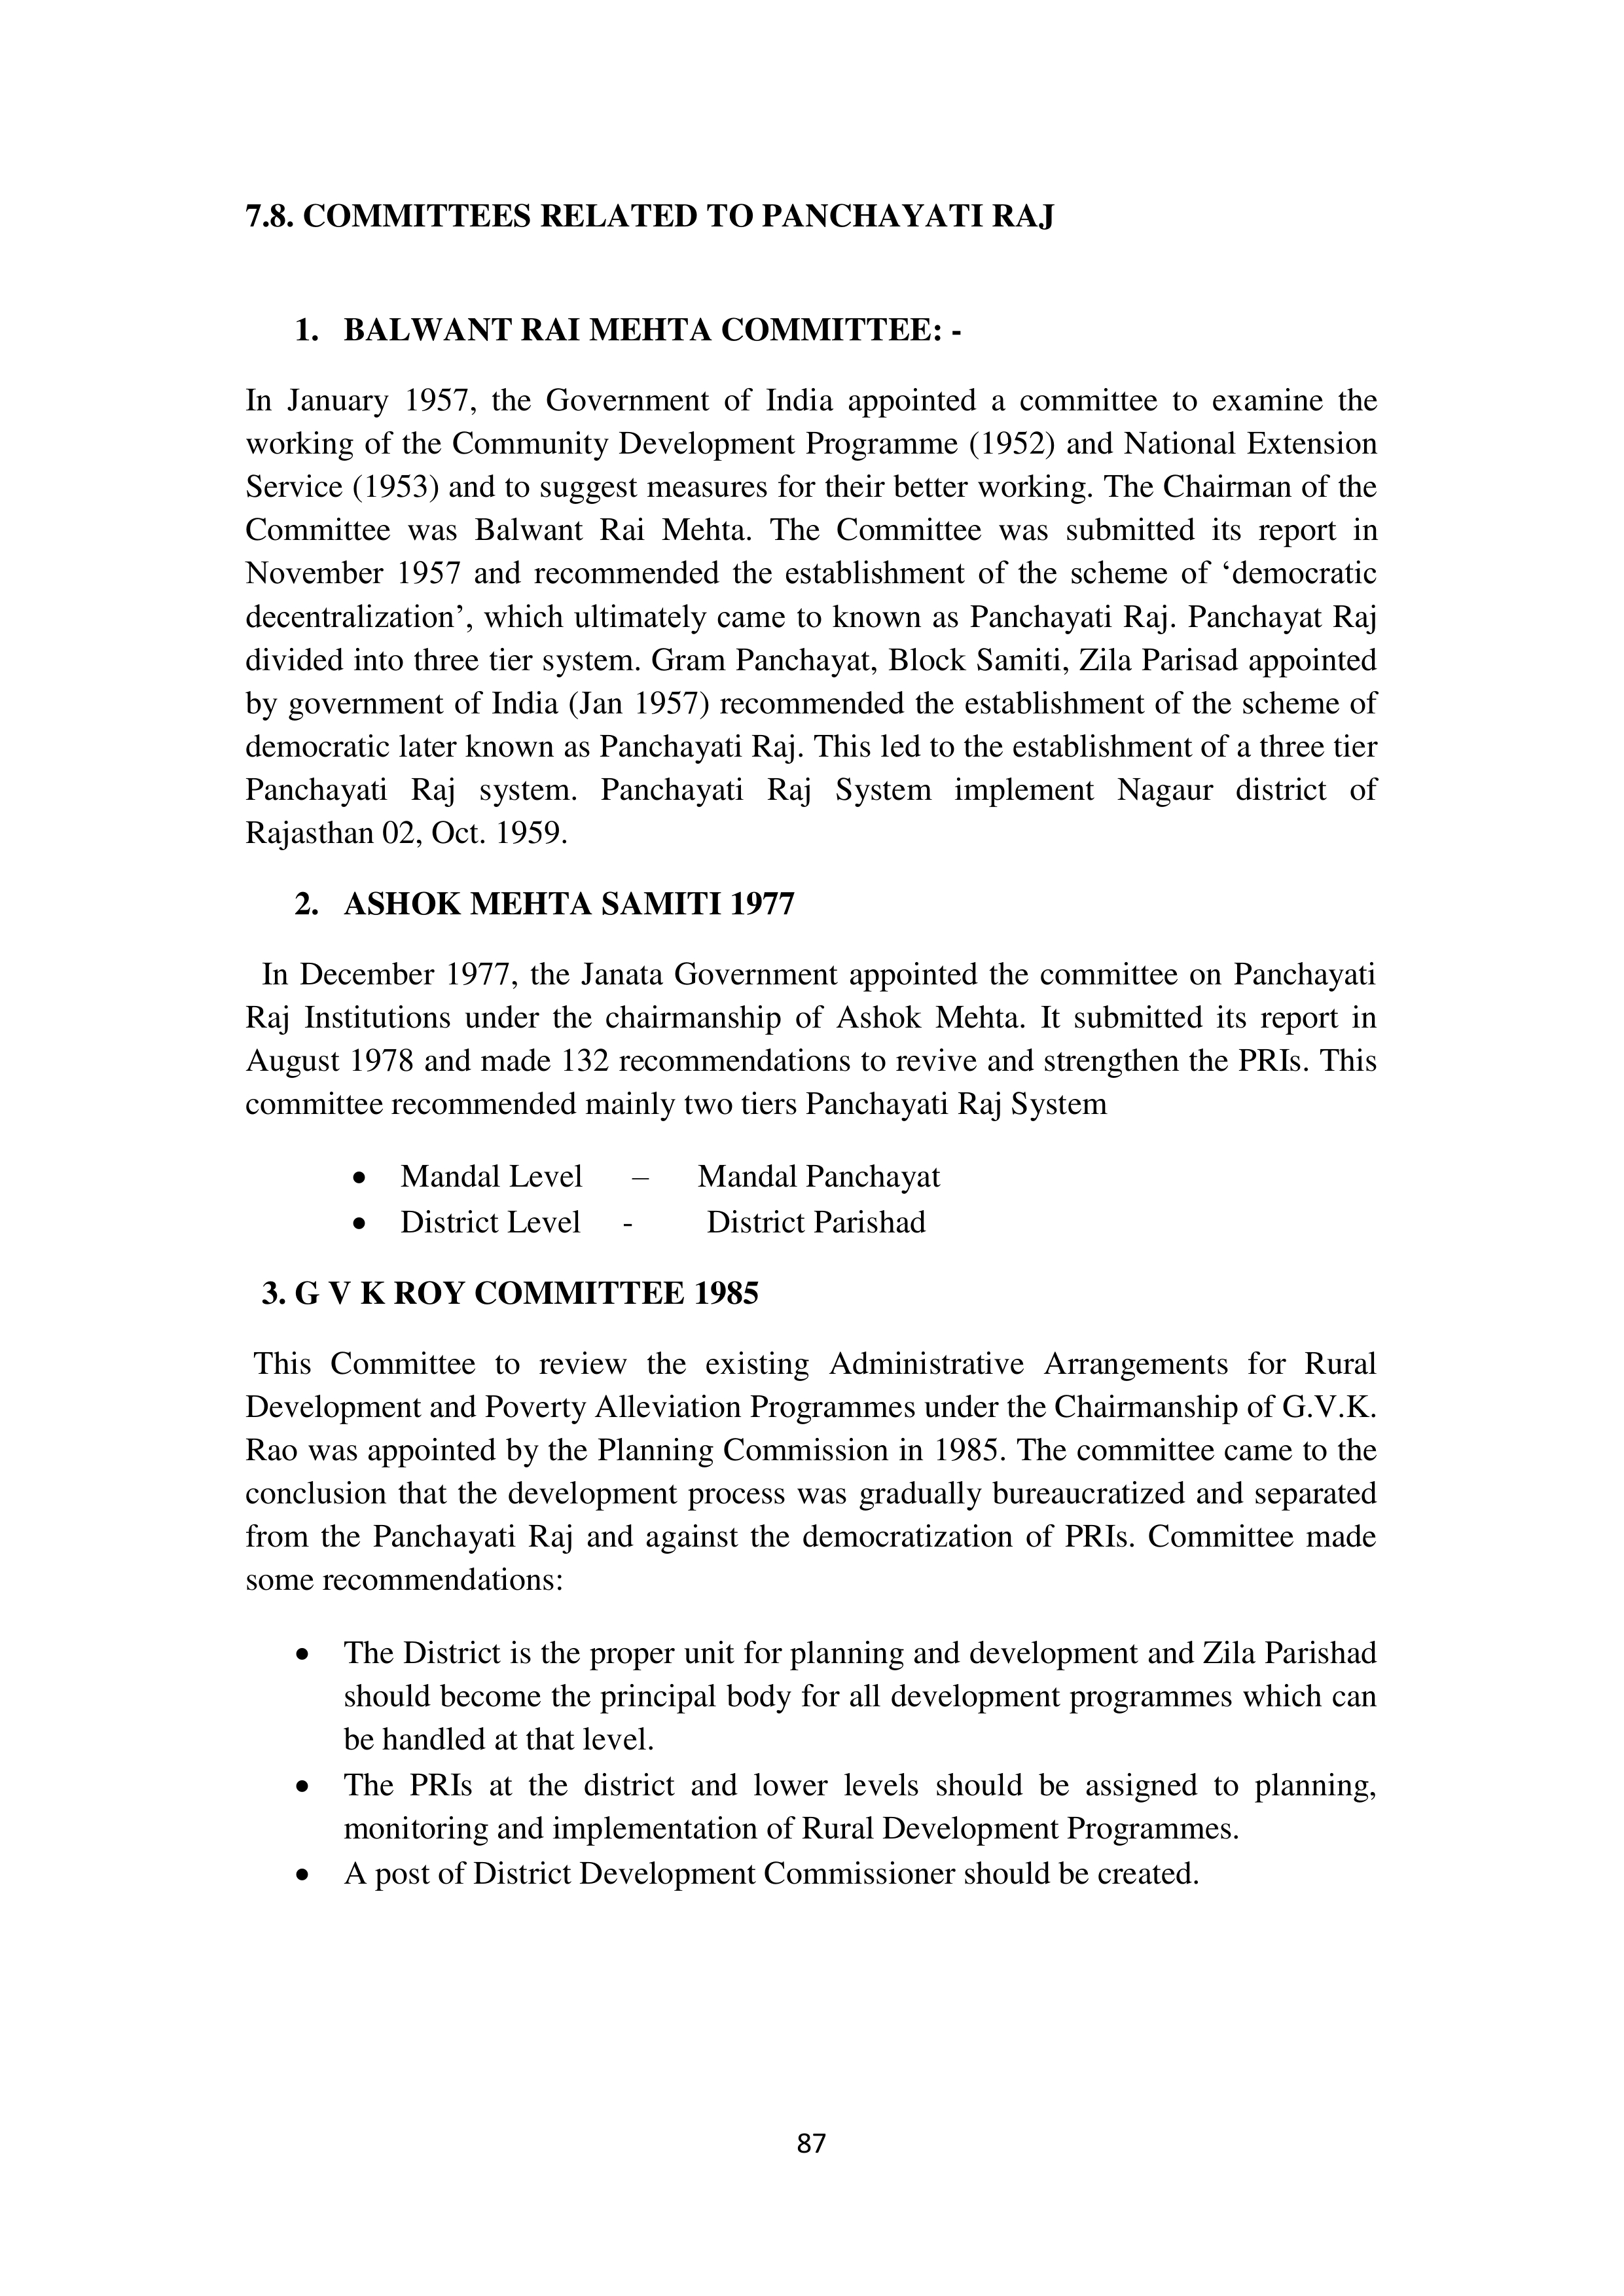 7.8. COMMITTEES RELATED TO PANCHAYATI RAJ
1. BALWANT RAI MEHTA COMMITTEE: -
In January 1957, the Government of India appointed a committee to examine the
working of the Community Development Programme (1952) and National Extension
Service (1953) and to suggest measures for their better working. The Chairman of the
Committee was Balwant Rai Mehta. The Committee was submitted its report in
November 1957 and recommended the establishment of the scheme of ‘democratic
decentralization’, which ultimately came to known as Panchayati Raj. Panchayat Raj
divided into three tier system. Gram Panchayat, Block Samiti, Zila Parisad appointed
by government of India (Jan 1957) recommended the establishment of the scheme of
democratic later known as Panchayati Raj. This led to the establishment of a three tier
Panchayati Raj system. Panchayati Raj System implement Nagaur district of
Rajasthan 02, Oct. 1959.
2. ASHOK MEHTA SAMITI 1977
In December 1977, the Janata Government appointed the committee on Panchayati
Raj Institutions under the chairmanship of Ashok Mehta. It submitted its report in
August 1978 and made 132 recommendations to revive and strengthen the PRIs. This
committee recommended mainly two tiers Panchayati Raj System
• Mandal Level – Mandal Panchayat
• District Level - District Parishad
3. G V K ROY COMMITTEE 1985
This Committee to review the existing Administrative Arrangements for Rural
Development and Poverty Alleviation Programmes under the Chairmanship of G.V.K.
Rao was appointed by the Planning Commission in 1985. The committee came to the
conclusion that the development process was gradually bureaucratized and separated
from the Panchayati Raj and against the democratization of PRIs. Committee made
some recommendations:
• The District is the proper unit for planning and development and Zila Parishad
should become the principal body for all development programmes which can
be handled at that level.
• The PRIs at the district and lower levels should be assigned to planning,
monitoring and implementation of Rural Development Programmes.
• A post of District Development Commissioner should be created.
87